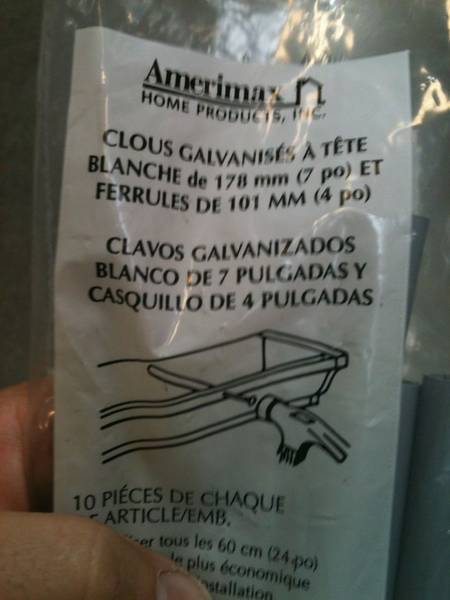 Amerimax
HOME PRODUCTS, INC.
CLOUS GALVANISÉS À TÊTE
BLANCHE de 178 mm (7 po) ET
FERRULES DE 101 MM (4 po)
CLAVOS GALVANIZADOS
BLANCO DE 7 PULGADAS Y
CASQUILLO DE 4 PULGADAS
10 PIÉCES DE CHAQUE
ARTICLE/EMB.
tous les 60 cm (24 po)
le plus économique